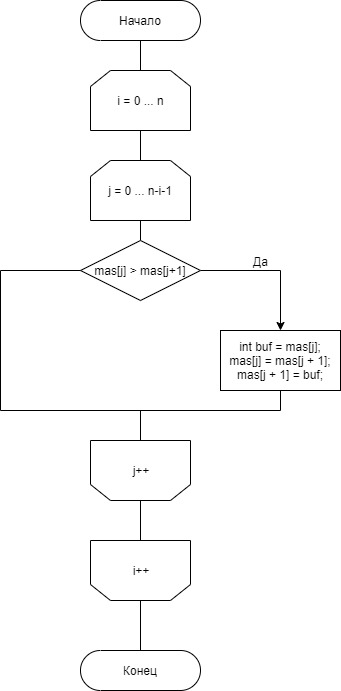 Начало
i = 0 ... n
j = 0 ... n-i-1
mas[j] > mas[j+1]
Да
int buf = mas[j];
mas[j] = mas[j + 1];
mas[j + 1] = buf;
j++
i++
Конец